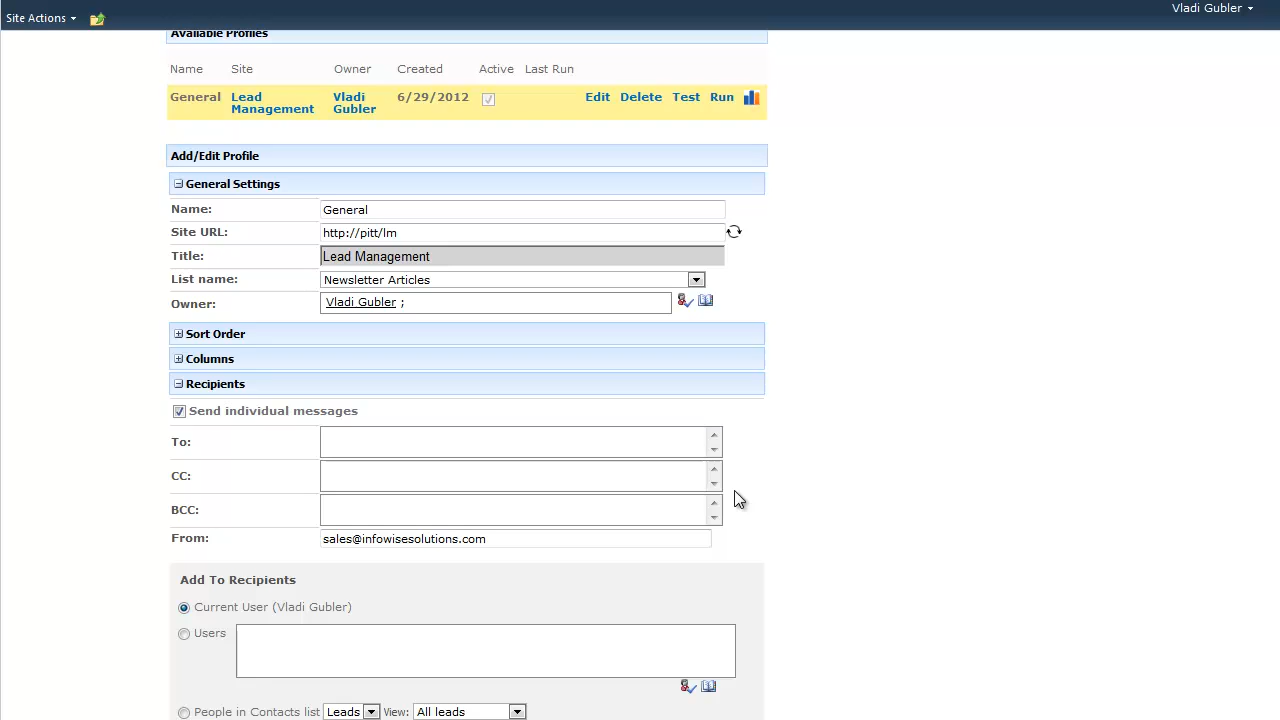 Site Actions
Vladi Gubler
Available Profiles
Name Site Owner Created Active Last Run
General Lead Management Vladi Gubler 6/29/2012 Edit Delete Test Run
Add/Edit Profile
General Settings
Name: General
Site URL: http://pitt/lm
Title: Lead Management
List name: Newsletter Articles
Owner: Vladi Gubler ;
Sort Order
Columns
Recipients
Send individual messages
To:
CC:
BCC:
From: sales@infowisesolutions.com
Add To Recipients
Current User (Vladi Gubler)
Users
People in Contacts list Leads View: All leads